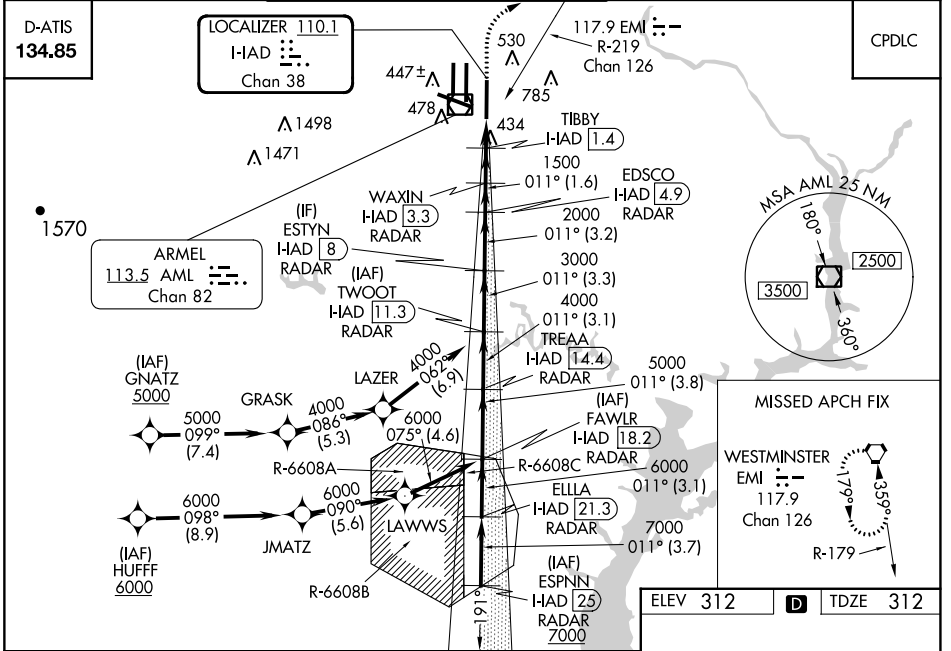 D-ATIS
134.85
LOCALIZER 110.1
I-IAD
Chan 38
117.9 EMI
R-219
Chan 126
CPDLC
530
785
447±
478
434
1498
1471
1570
ARMEL
113.5 AML
Chan 82
TIBBY
I-IAD 1.4
1500
011° (1.6)
WAXIN
I-IAD 3.3
RADAR
EDSCO
I-IAD 4.9
RADAR
2000
011° (3.2)
(IF)
ESTYN
I-IAD 8
RADAR
3000
011° (3.3)
(IAF)
TWOOT
I-IAD 11.3
RADAR
4000
011° (3.1)
TREAA
I-IAD 14.4
RADAR
5000
011° (3.8)
(IAF)
FAWLR
I-IAD 18.2
RADAR
6000
011° (3.1)
ELLLA
I-IAD 21.3
RADAR
7000
011° (3.7)
(IAF)
ESPNN
I-IAD 25
RADAR
7000
191°
(IAF)
GNATZ
5000
5000
099°
(7.4)
GRASK
4000
086°
(5.3)
LAZER
4000
062°
(6.9)
6000
075° (4.6)
R-6608A
R-6608C
6000
098°
(8.9)
(IAF)
HUFFF
6000
JMATZ
6000
090°
(5.6)
LAWWS
R-6608B
MSA AML 25 NM
180°
2500
3500
360°
MISSED APCH FIX
WESTMINSTER
EMI
117.9
Chan 126
179°
359°
R-179
ELEV 312
D
TDZE 312